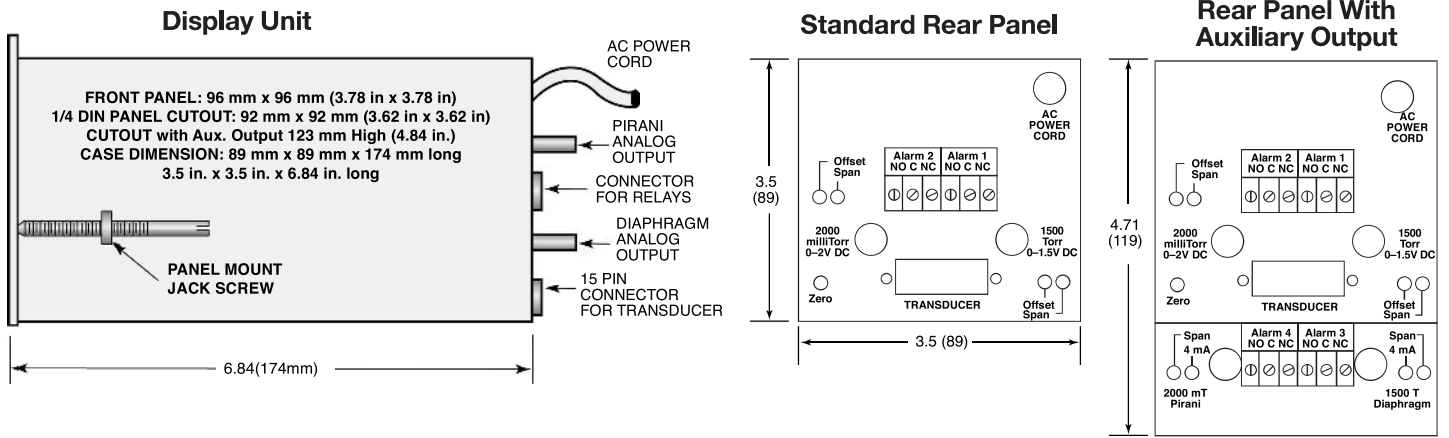 Display Unit
AC POWER
CORD
FRONT PANEL: 96 mm x 96 mm (3.78 in x 3.78 in)
1/4 DIN PANEL CUTOUT: 92 mm x 92 mm (3.62 in x 3.62 in)
CUTOUT with Aux. Output 123 mm High (4.84 in.)
CASE DIMENSION: 89 mm x 89 mm x 174 mm long
3.5 in. x 3.5 in. x 6.84 in. long
PIRANI
ANALOG
OUTPUT
CONNECTOR
FOR RELAYS
DIAPHRAGM
ANALOG
OUTPUT
15 PIN
CONNECTOR
FOR TRANSDUCER
PANEL MOUNT
JACK SCREW
6.84(174mm)
Standard Rear Panel
AC
POWER
CORD
Offset
Span
Alarm 2 Alarm 1
NO C NC NO C NC
3.5
(89)
2000
milliTorr
0–2V DC
1500
Torr
0–1.5V DC
Zero
TRANSDUCER
Offset
Span
3.5 (89)
Rear Panel With
Auxiliary Output
AC
POWER
CORD
Offset
Span
Alarm 2 Alarm 1
NO C NC NO C NC
4.71
(119)
2000
milliTorr
0–2V DC
1500
Torr
0–1.5V DC
Zero
TRANSDUCER
Offset
Span
Span
4 mA
Alarm 4 Alarm 3
NO C NC NO C NC
Span
4 mA
2000 mT
Pirani
1500 T
Diaphragm